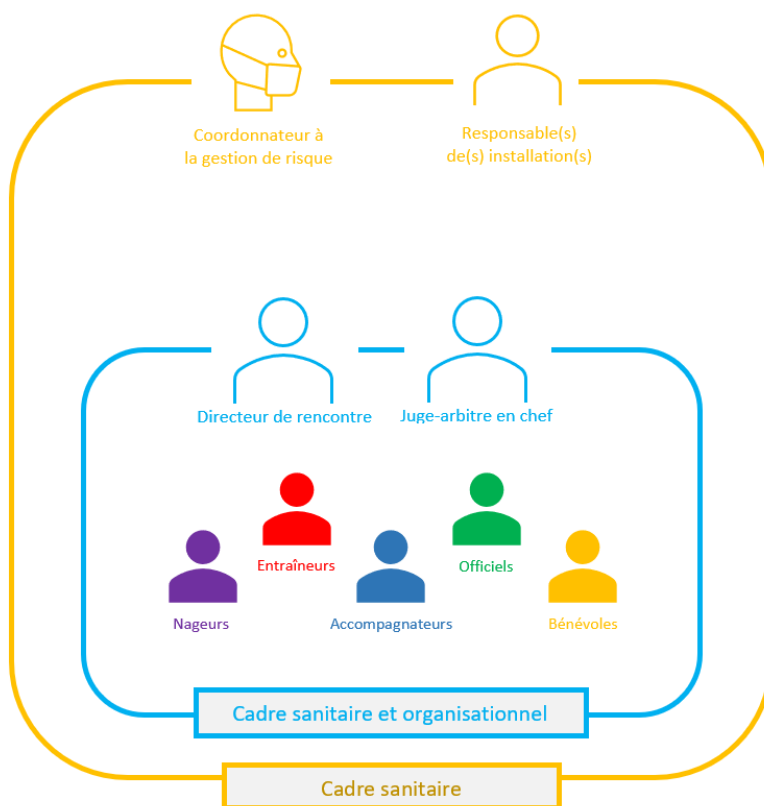 Coordonnateur à
la gestion de risque
Responsable(s)
de(s) installation(s)
Directeur de rencontre
Juge-arbitre en chef
Entraîneurs
Officiels
Nageurs
Accompagnateurs
Bénévoles
Cadre sanitaire et organisationnel
Cadre sanitaire